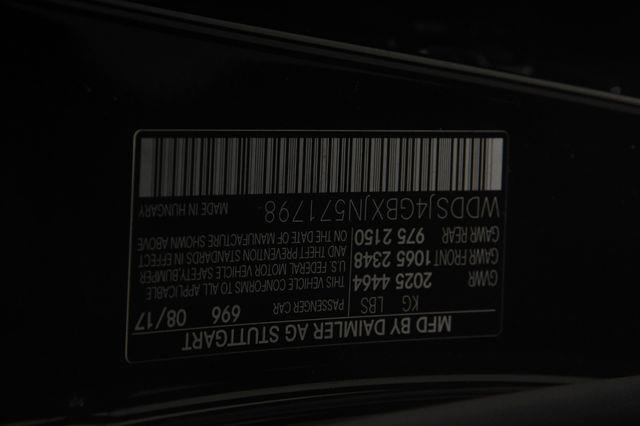 MFD BY DAIMLER AG STUTTGART
KG LBS PASSENGER CAR 696 08/17
GVWR
2025 4464
GAWR FRONT
1065 2348
GAWR REAR
975 2150
THIS VEHICLE CONFORMS TO ALL APPLICABLE
U.S. FEDERAL MOTOR VEHICLE SAFETY,BUMPER
AND THEFT PREVENTION STANDARDS IN EFFECT
ON THE DATE OF MANUFACTURE SHOWN ABOVE
WDDSJ4GBXJN571798 MADE IN HUNGARY